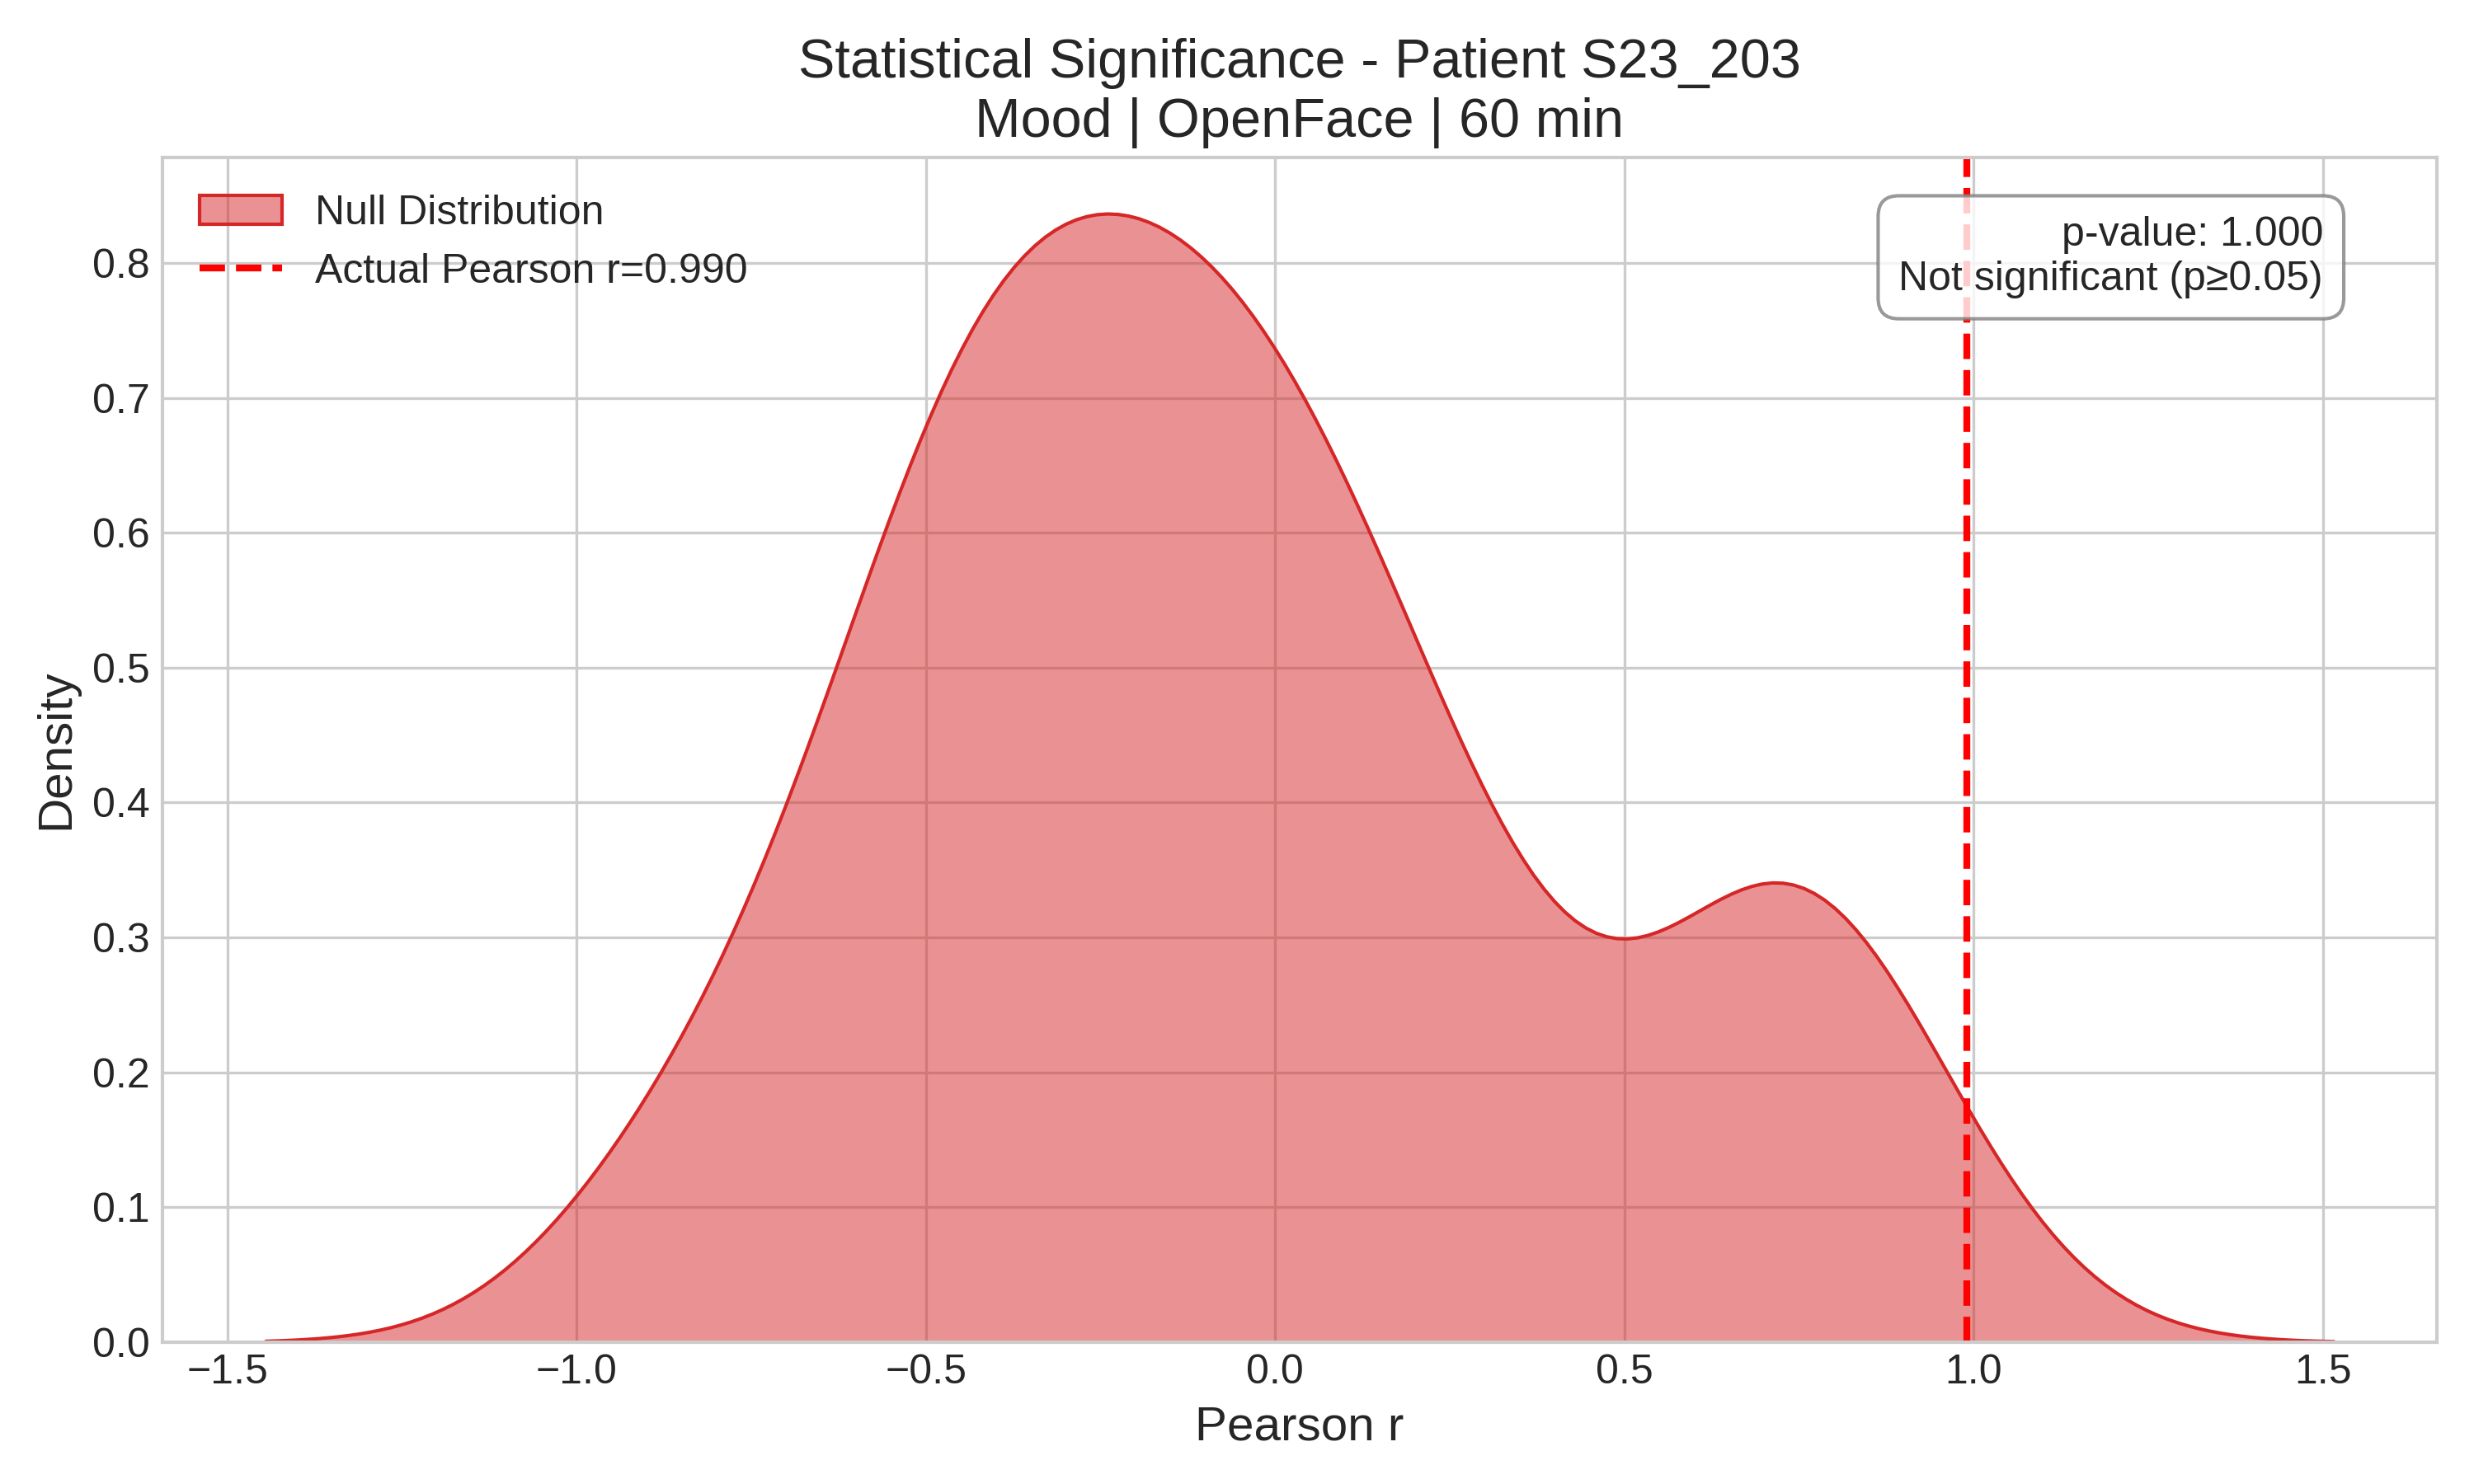 Statistical Significance - Patient S23_203
Mood | OpenFace | 60 min
Null Distribution
Actual Pearson r=0.990
p-value: 1.000
Not significant (p≥0.05)
Density
0.8
0.7
0.6
0.5
0.4
0.3
0.2
0.1
0.0
−1.5 −1.0 −0.5 0.0 0.5 1.0 1.5
Pearson r